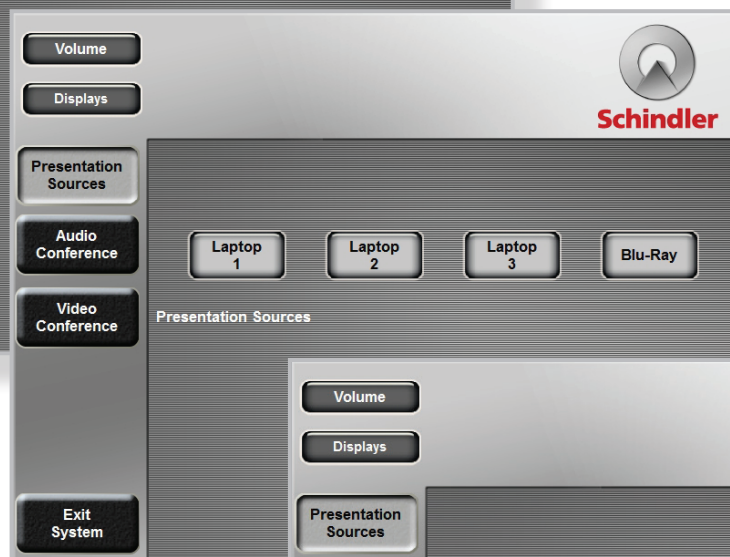 Volume
Displays
Schindler
Presentation
Sources
Audio
Conference
Video
Conference
Exit
System
Laptop
1
Laptop
2
Laptop
3
Blu-Ray
Presentation Sources
Volume
Displays
Presentation
Sources